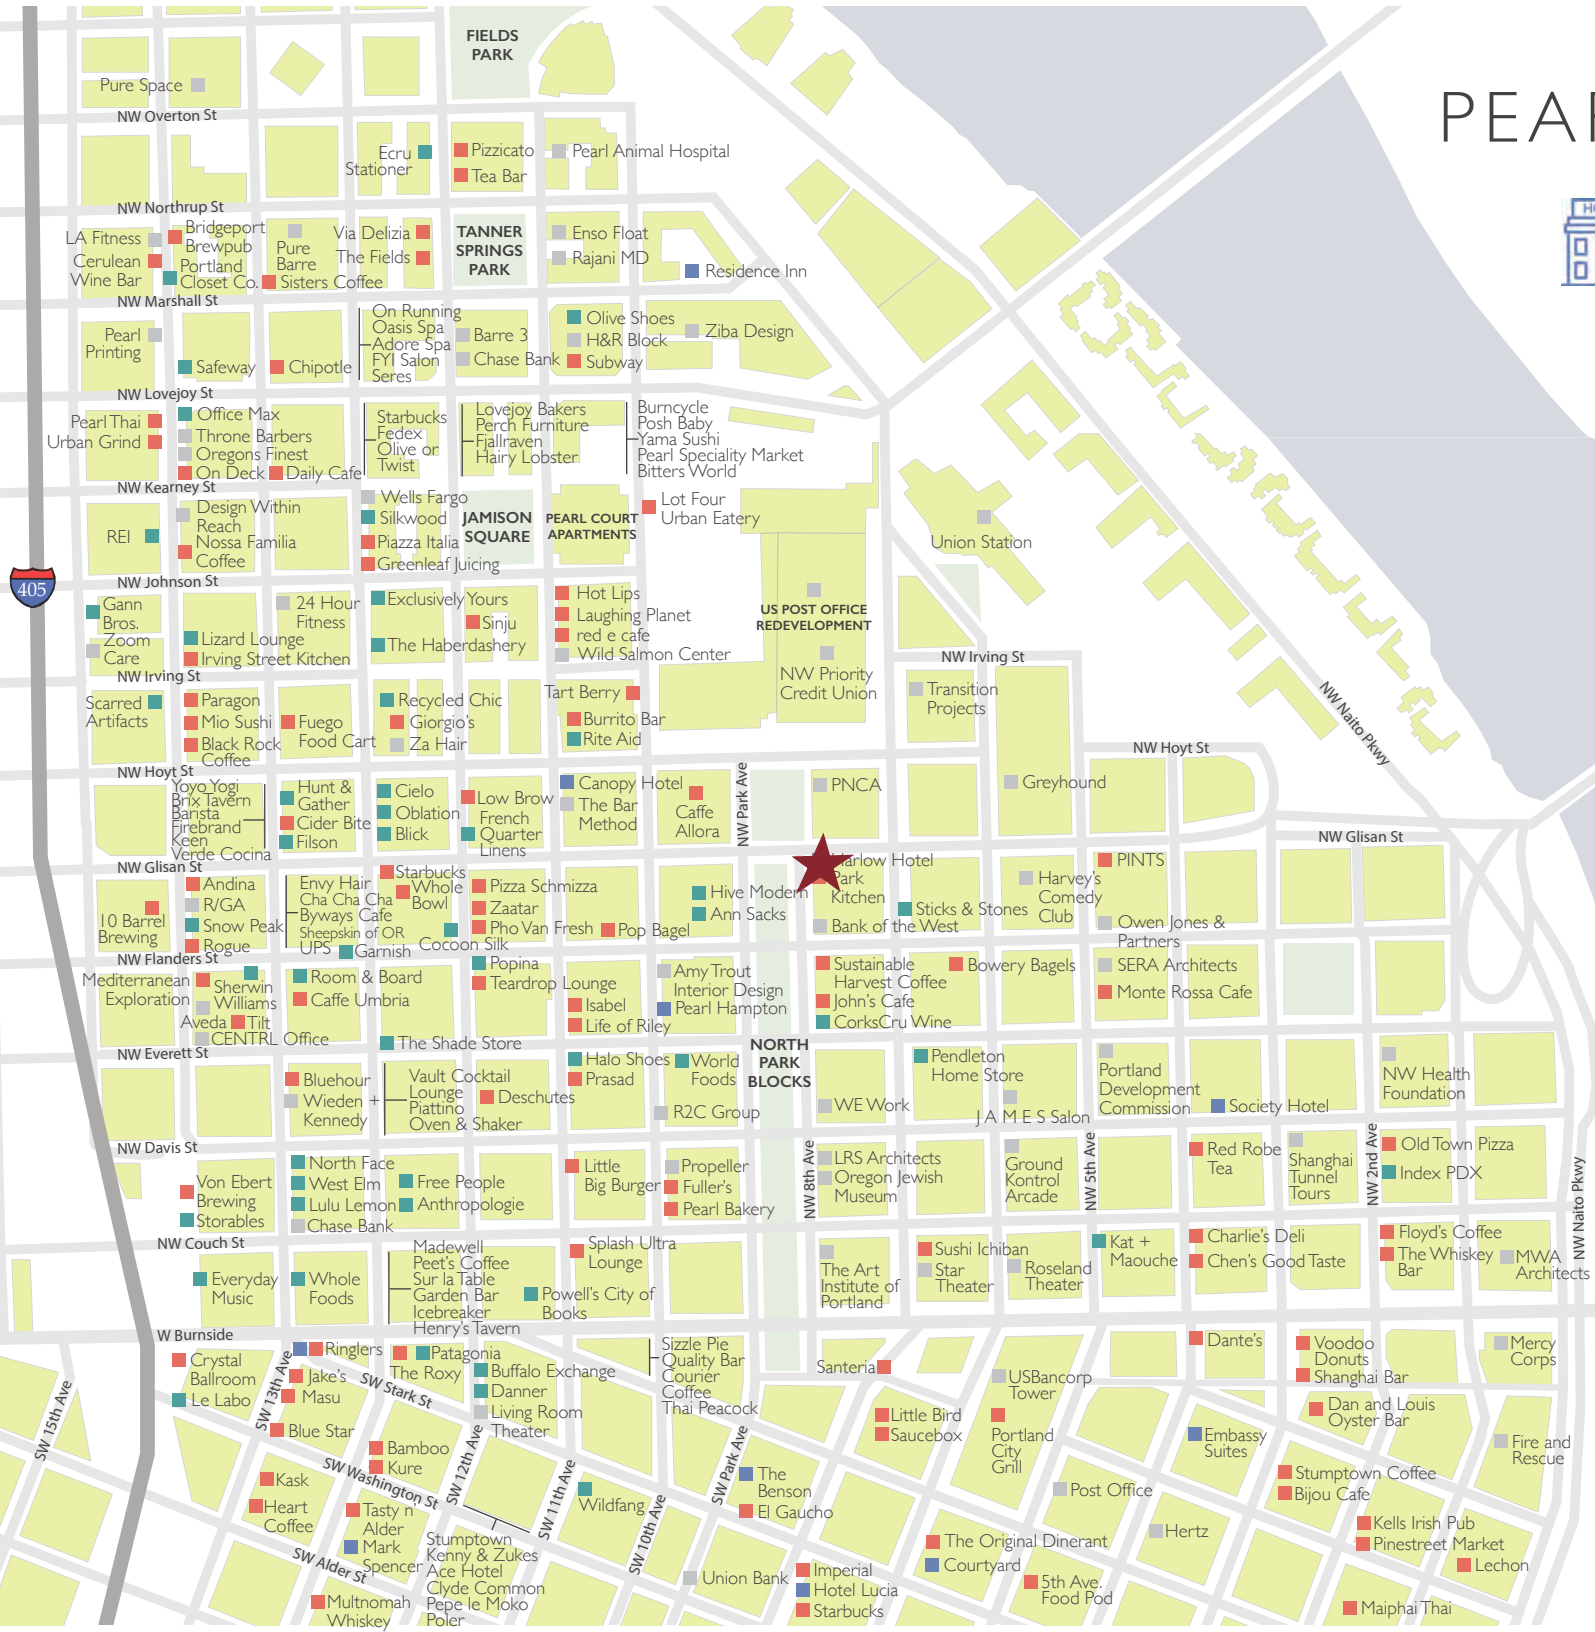 FIELDS
PARK
PEAR
Pure Space
NW Overton St
Ecru
Stationer
Pizzicato
Tea Bar
Pearl Animal Hospital
NW Northrup St
LA Fitness
Cerulean
Wine Bar
Bridgeport
Brewpub
Portland
Closet Co.
Pure
Barre
Sisters Coffee
Via Delizia
The Fields
TANNER
SPRINGS
PARK
Enso Float
Rajani MD
Residence Inn
NW Marshall St
Pearl
Printing
Safeway
Chipotle
On Running
Oasis Spa
Adore Spa
FYI Salon
Seres
Barre 3
Chase Bank
Olive Shoes
H&R Block
Subway
Ziba Design
NW Lovejoy St
Pearl Thai
Urban Grind
Office Max
Throne Barbers
Oregons Finest
On Deck
Daily Cafe
Starbucks
Fedex
Olive or
Twist
Lovejoy Bakers
Perch Furniture
Fjallraven
Hairy Lobster
Burncycle
Posh Baby
Yama Sushi
Pearl Speciality Market
Bitters World
NW Kearney St
REI
Design Within
Reach
Nossa Familia
Coffee
Wells Fargo
Silkwood
Piazza Italia
Greenleaf Juicing
JAMISON
SQUARE
PEARL COURT
APARTMENTS
Lot Four
Urban Eatery
Union Station
405
NW Johnson St
Gann
Bros.
Zoom
Care
Lizard Lounge
Irving Street Kitchen
24 Hour
Fitness
Exclusively Yours
The Haberdashery
Sinju
Hot Lips
Laughing Planet
red e cafe
Wild Salmon Center
US POST OFFICE
REDEVELOPMENT
NW Priority
Credit Union
NW Irving St
NW Irving St
Scarred
Artifacts
Paragon
Mio Sushi
Black Rock
Coffee
Fuego
Food Cart
Recycled Chic
Giorgio's
Za Hair
Tart Berry
Burrito Bar
Rite Aid
Transition
Projects
NW Naito Pkwy
NW Hoyt St
NW Hoyt St
Yoyo Yogi
Brix Tavern
Barista
Firebrand
Keen
Verde Cocina
Hunt &
Gather
Cider Bite
Filson
Cielo
Oblation
Blick
Low Brow
French
Quarter
Linens
Canopy Hotel
The Bar
Method
Caffe
Allora
NW Park Ave
PNCA
Greyhound
NW Glisan St
NW Glisan St
10 Barrel
Brewing
Andina
R/GA
Snow Peak
Rogue
Envy Hair
Cha Cha Cha
Byways Cafe
Sheepskin of OR
UPS
Garnish
Starbucks
Whole
Bowl
Cocoon Silk
Pizza Schmizza
Zaatar
Pho Van Fresh
Pop Bagel
Hive Modern
Ann Sacks
Harlow Hotel
Park
Kitchen
Bank of the West
Sticks & Stones
Harvey's
Comedy
Club
PINTS
Owen Jones &
Partners
NW Flanders St
Mediterranean
Exploration
Sherwin
Williams
Aveda
Tilt
CENTRL Office
Room & Board
Caffe Umbria
The Shade Store
Popina
Teardrop Lounge
Isabel
Life of Riley
Amy Trout
Interior Design
Pearl Hampton
Sustainable
Harvest Coffee
John's Cafe
CorksCru Wine
Bowery Bagels
SERA Architects
Monte Rossa Cafe
NW Everett St
Bluehour
Wieden +
Kennedy
Vault Cocktail
Lounge
Piattino
Oven & Shaker
Deschutes
Halo Shoes
Prasad
World
Foods
R2C Group
NORTH
PARK
BLOCKS
WE Work
Pendleton
Home Store
J A M E S Salon
Portland
Development
Commission
Society Hotel
NW Health
Foundation
NW Davis St
Von Ebert
Brewing
Storables
North Face
West Elm
Lulu Lemon
Chase Bank
Free People
Anthropologie
Little
Big Burger
Propeller
Fuller's
Pearl Bakery
NW 8th Ave
LRS Architects
Oregon Jewish
Museum
Ground
Kontrol
Arcade
NW 5th Ave
Red Robe
Tea
Shanghai
Tunnel
Tours
NW 2nd Ave
Old Town Pizza
Index PDX
NW Naito Pkwy
NW Couch St
Everyday
Music
Whole
Foods
Madewell
Peet's Coffee
Sur la Table
Garden Bar
Icebreaker
Henry's Tavern
Splash Ultra
Lounge
Powell's City of
Books
The Art
Institute of
Portland
Sushi Ichiban
Star
Theater
Roseland
Theater
Kat +
Maouche
Charlie's Deli
Chen's Good Taste
Floyd's Coffee
The Whiskey
Bar
MWA
Architects
W Burnside
Crystal
Ballroom
Le Labo
Ringlers
Jake's
Masu
Blue Star
SW 13th Ave
SW 15th Ave
The Roxy
Patagonia
SW Stark St
Buffalo Exchange
Danner
Living Room
Theater
Sizzle Pie
Quality Bar
Courier
Coffee
Thai Peacock
Santeria
USBancorp
Tower
Dante's
Voodoo
Donuts
Shanghai Bar
Mercy
Corps
Little Bird
Saucebox
Portland
City
Grill
Embassy
Suites
Dan and Louis
Oyster Bar
Fire and
Rescue
Bamboo
Kure
SW Washington St
SW 12th Ave
SW 11th Ave
SW 10th Ave
SW Park Ave
Kask
Heart
Coffee
Tasty n
Alder
Mark
Spencer
SW Alder St
Multnomah
Whiskey
Stumptown
Kenny & Zukes
Ace Hotel
Clyde Common
Pepe le Moko
Poler
Wildfang
The
Benson
El Gaucho
Union Bank
Imperial
Hotel Lucia
Starbucks
The Original Dinerant
Courtyard
5th Ave.
Food Pod
Post Office
Hertz
Stumptown Coffee
Bijou Cafe
Kells Irish Pub
Pinestreet Market
Lechon
Maiphai Thai